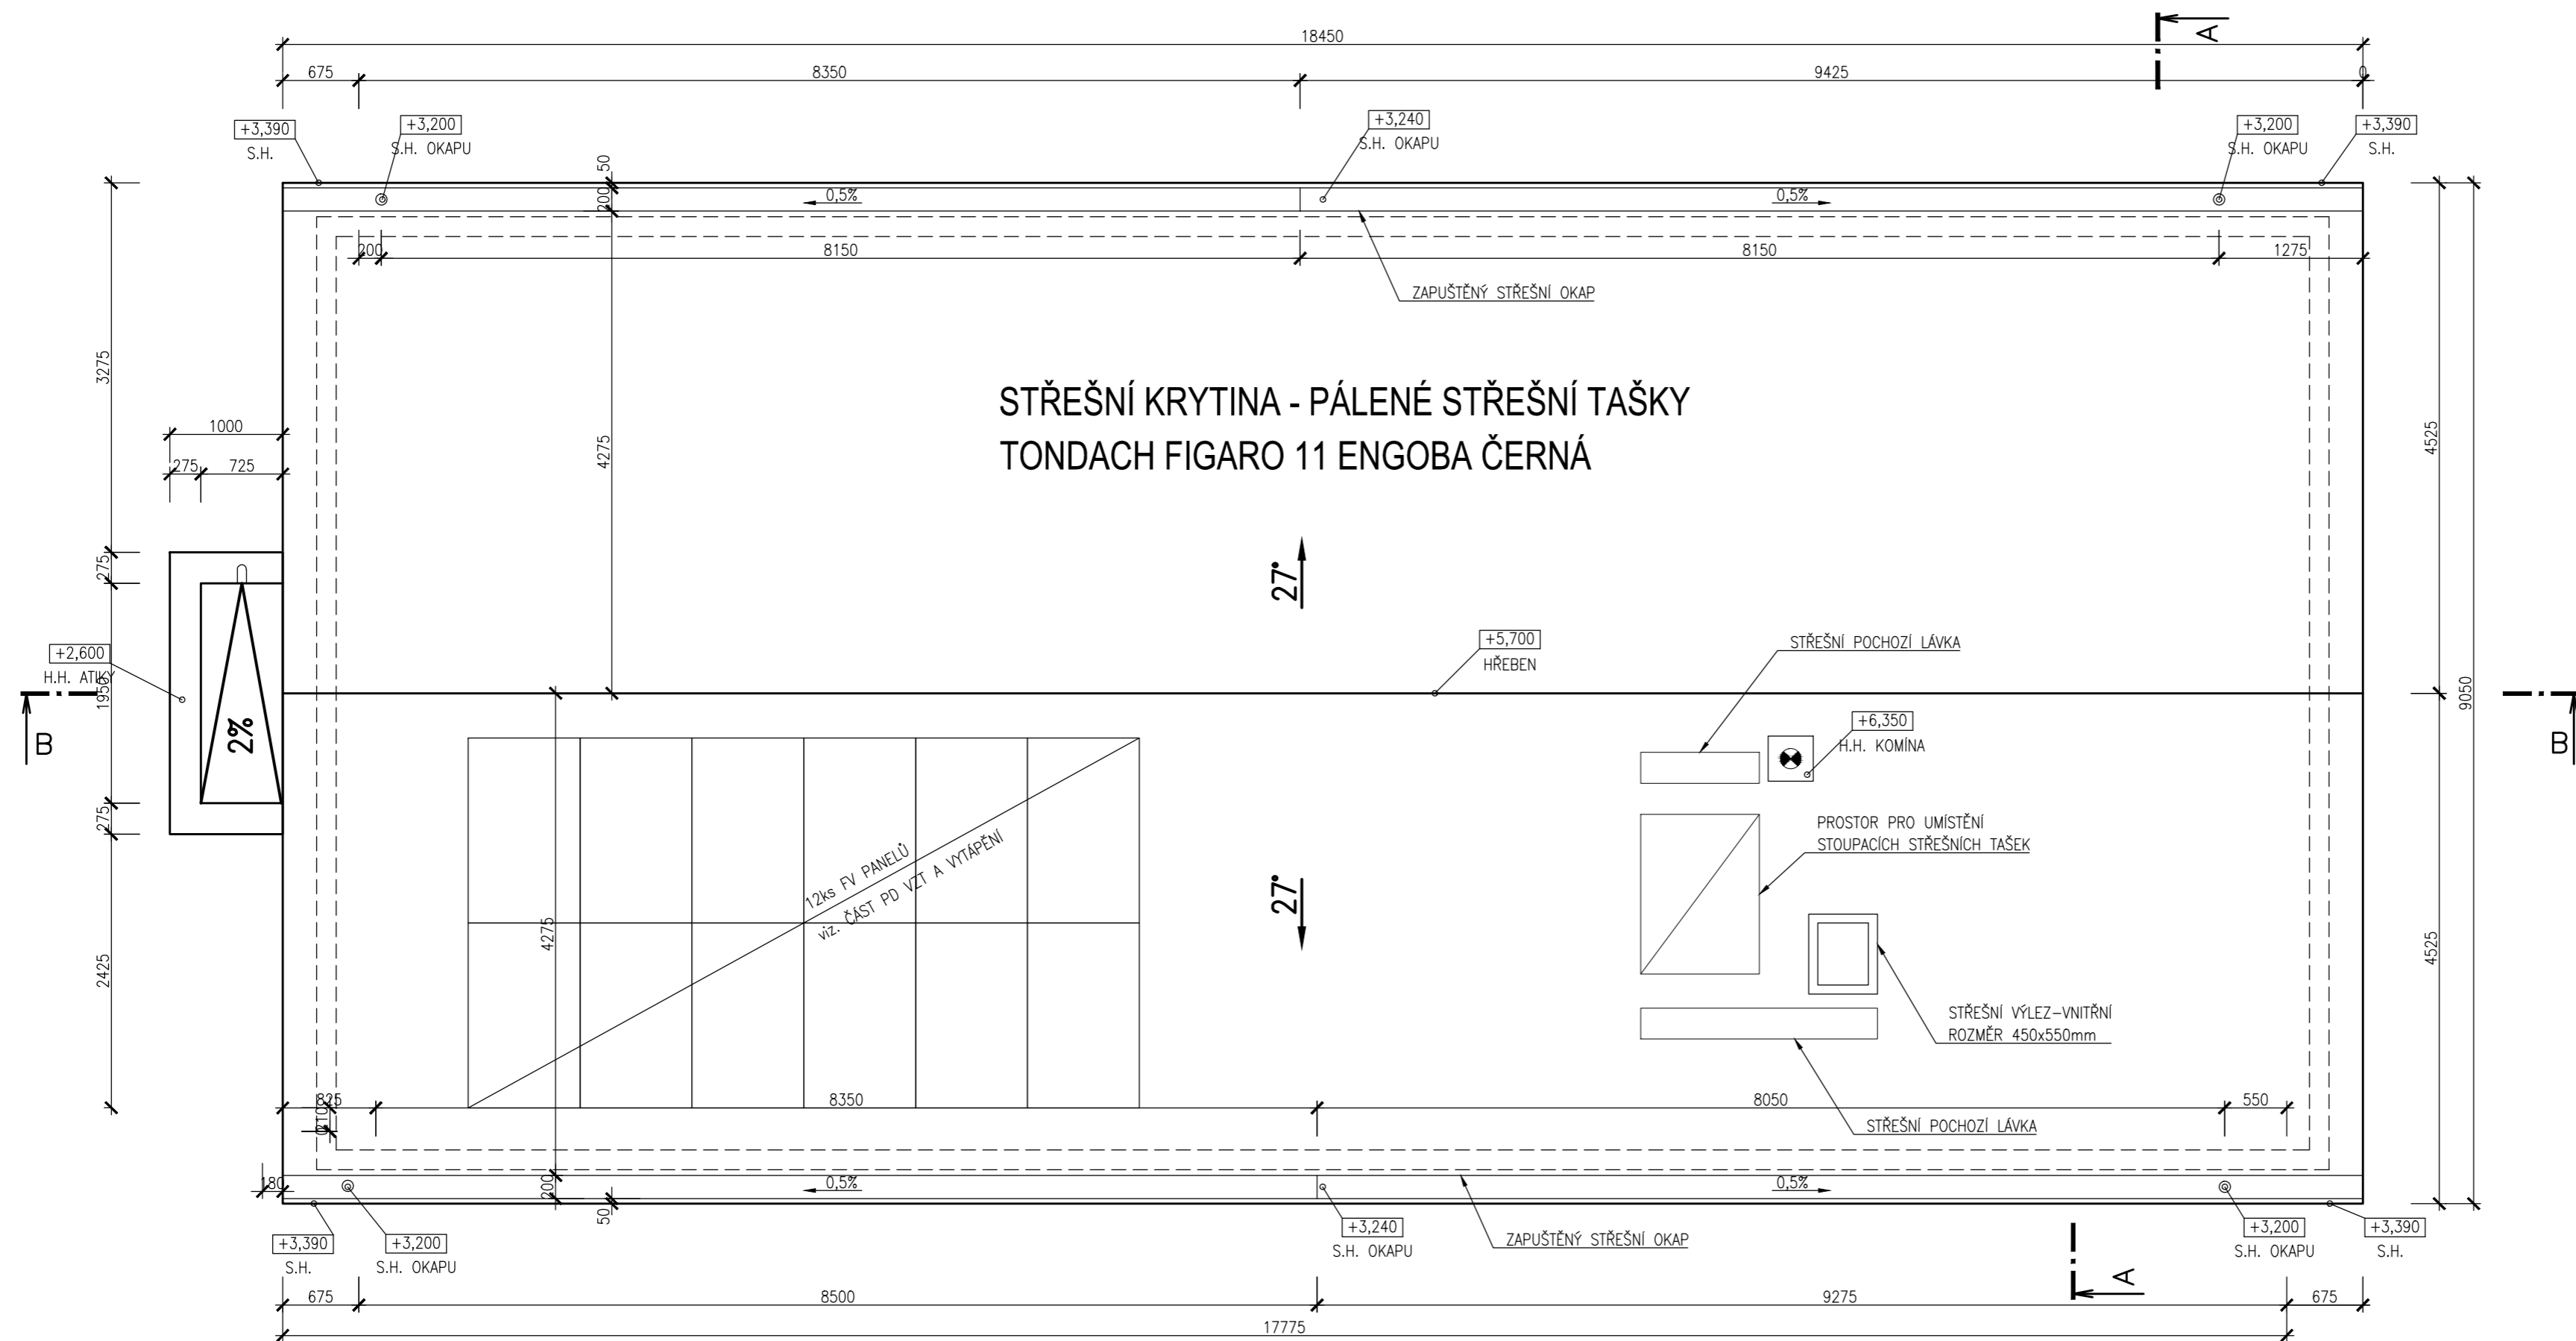 18450
A
675
8350
9425
0
+3,390
S.H.
+3,200
S.H. OKAPU
+3,240
S.H. OKAPU
+3,200
S.H. OKAPU
+3,390
S.H.
50
200
0,5%
0,5%
200
8150
8150
1275
ZAPUŠTĚNÝ STŘEŠNÍ OKAP
3275
4275
4525
STŘEŠNÍ KRYTINA - PÁLENÉ STŘEŠNÍ TAŠKY
TONDACH FIGARO 11 ENGOBA ČERNÁ
1000
275
725
275
27°
+2,600
H.H. ATIKY
1950
+5,700
HŘEBEN
STŘEŠNÍ POCHOZÍ LÁVKA
9050
B
2%
+6,350
H.H. KOMÍNA
B
275
PROSTOR PRO UMÍSTĚNÍ
STOUPACÍCH STŘEŠNÍCH TAŠEK
12ks FV PANELŮ
viz. ČÁST PD VZT A VYTÁPĚNÍ
27°
4275
2425
4525
STŘEŠNÍ VÝLEZ-VNITŘNÍ
ROZMĚR 450x550mm
825
8350
8050
550
STŘEŠNÍ POCHOZÍ LÁVKA
180
200
50
0,5%
0,5%
+3,390
S.H.
+3,200
S.H. OKAPU
+3,240
S.H. OKAPU
ZAPUŠTĚNÝ STŘEŠNÍ OKAP
+3,200
S.H. OKAPU
+3,390
S.H.
A
675
8500
9275
675
17775